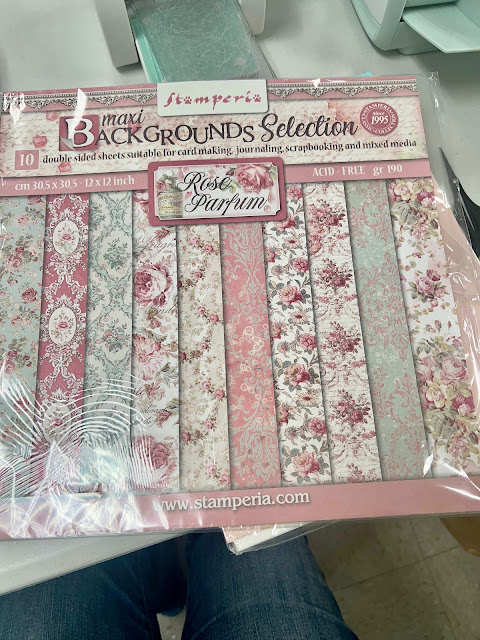 Stamperia
maxi
BACKGROUNDS Selection
Since
1995
10 double sided sheets suitable for card making, journaling, scrapbooking and mixed media
cm 30.5 x 30.5 - 12 x 12 inch
ACID - FREE gr 190
Rose
Parfum
www.stamperia.com